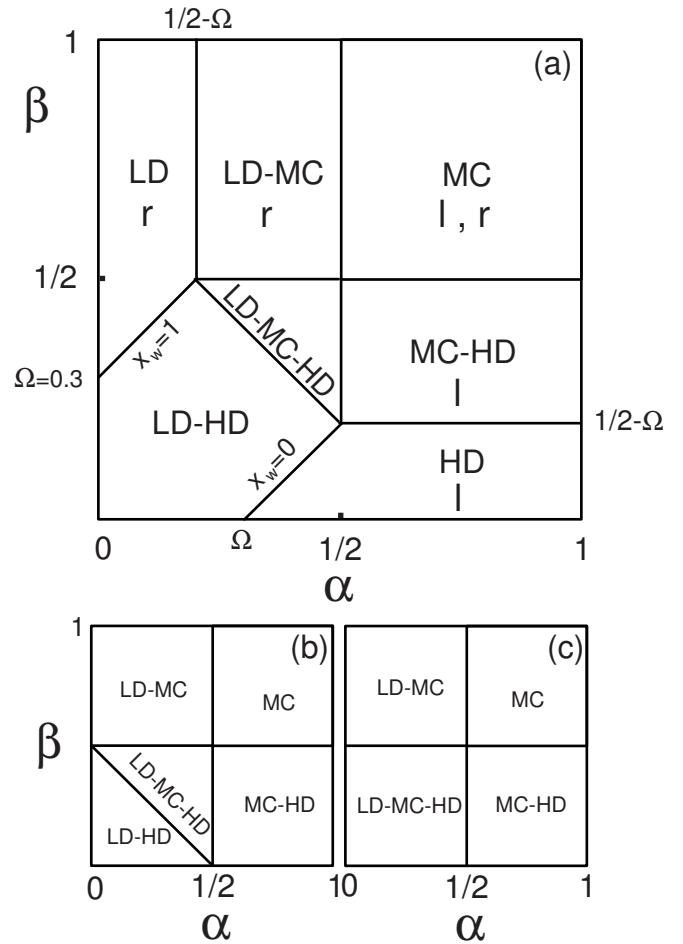 1/2-Ω
1
(a)
β
LD
r
LD-MC
r
MC
l , r
1/2
x_w=1
LD-MC-HD
MC-HD
l
Ω=0.3
LD-HD
x_w=0
HD
l
1/2-Ω
0
Ω
1/2
1
α
1
(b)
(c)
LD-MC
MC
LD-MC
MC
β
LD-MC-HD
LD-HD
MC-HD
LD-MC-HD
MC-HD
0
1/2
1
0
1/2
1
α
α